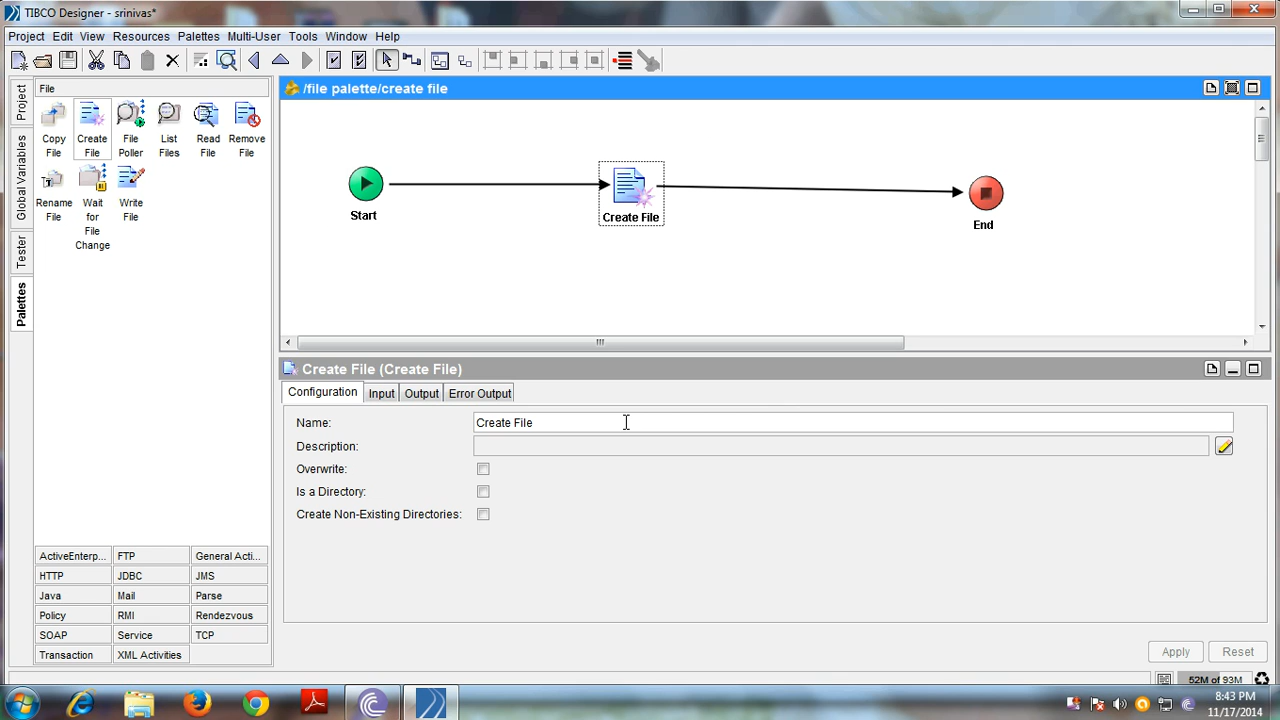 TIBCO Designer - srinivas*
Project Edit View Resources Palettes Multi-User Tools Window Help
File
/file palette/create file
Project
Global Variables
Tester
Palettes
Copy File
Create File
File Poller
List Files
Read File
Remove File
Rename File
Wait for File Change
Write File
Start
Create File
End
Create File (Create File)
Configuration Input Output Error Output
Name: Create File
Description:
Overwrite:
Is a Directory:
Create Non-Existing Directories:
ActiveEnterp... FTP General Acti...
HTTP JDBC JMS
Java Mail Parse
Policy RMI Rendezvous
SOAP Service TCP
Transaction XML Activities
Apply Reset
52M of 93M
8:43 PM
11/17/2014